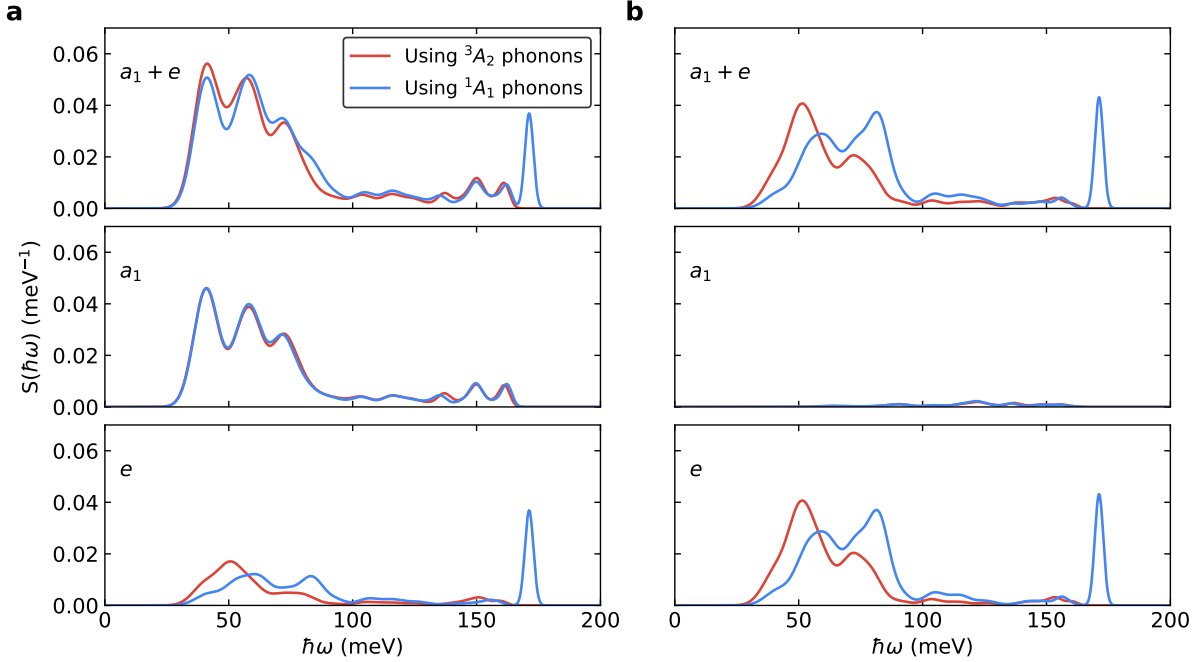 a
b
0.06
0.04
0.02
0.00
a₁ + e
Using ³A₂ phonons
Using ¹A₁ phonons
a₁ + e
0.06
0.04
0.02
0.00
a₁
a₁
S(ħω) (meV⁻¹)
0.06
0.04
0.02
0.00
e
e
0 50 100 150 200
0 50 100 150 200
ħω (meV)
ħω (meV)